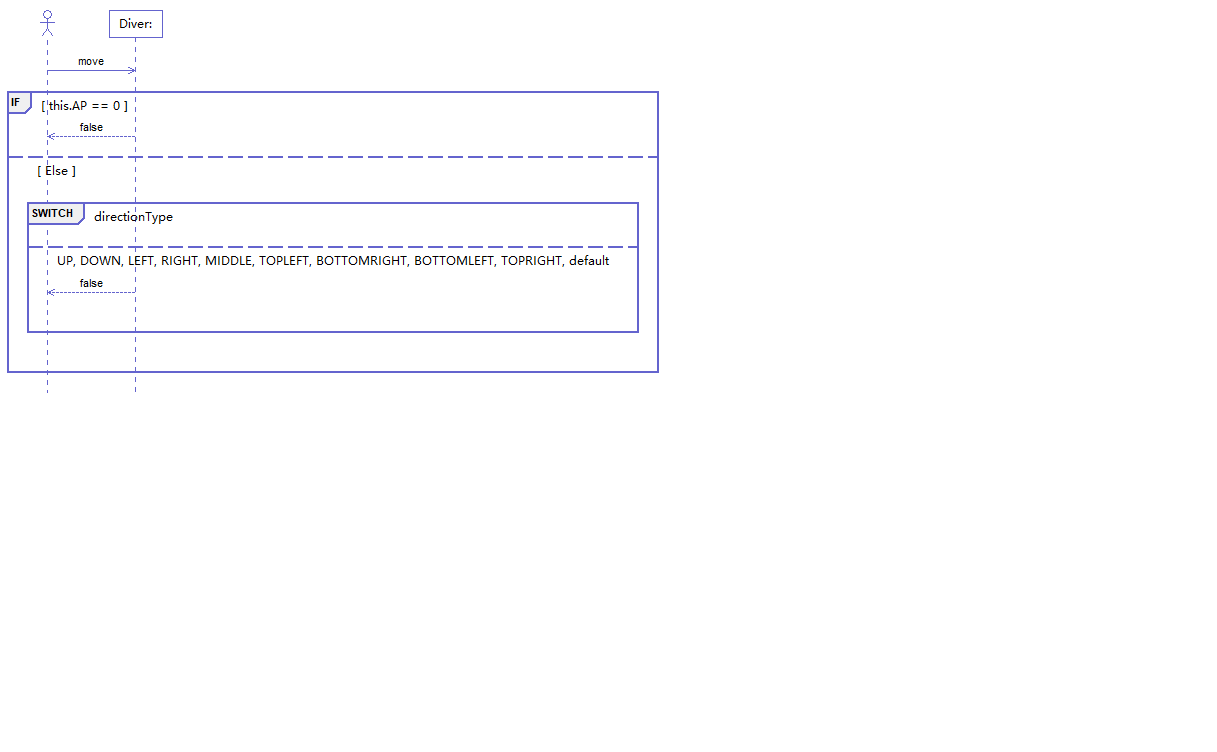 Diver:
move
IF
[ this.AP == 0 ]
false
[ Else ]
SWITCH
directionType
UP, DOWN, LEFT, RIGHT, MIDDLE, TOPLEFT, BOTTOMRIGHT, BOTTOMLEFT, TOPRIGHT, default
false